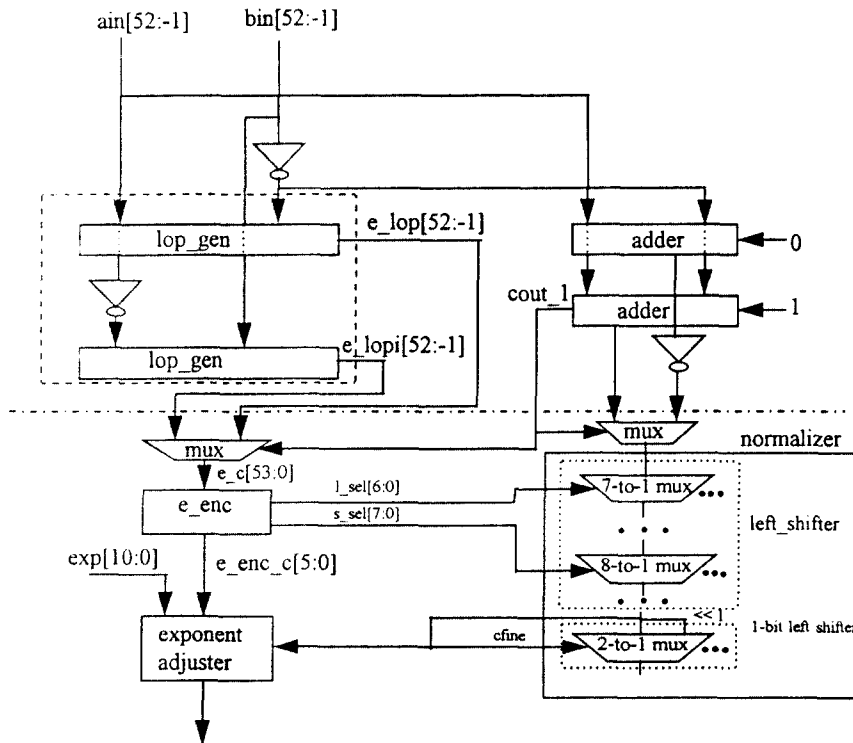 ain[52:-1]
bin[52:-1]
lop_gen
e_lop[52:-1]
adder
0
cout_1
adder
1
lop_gen
e_lopi[52:-1]
mux
mux
normalizer
e_c[53:0]
e_enc
l_sel[6:0]
s_sel[7:0]
7-to-1 mux
left_shifter
exp[10:0]
e_enc_c[5:0]
8-to-1 mux
<<1
1-bit left shifter
exponent
adjuster
cfine
2-to-1 mux